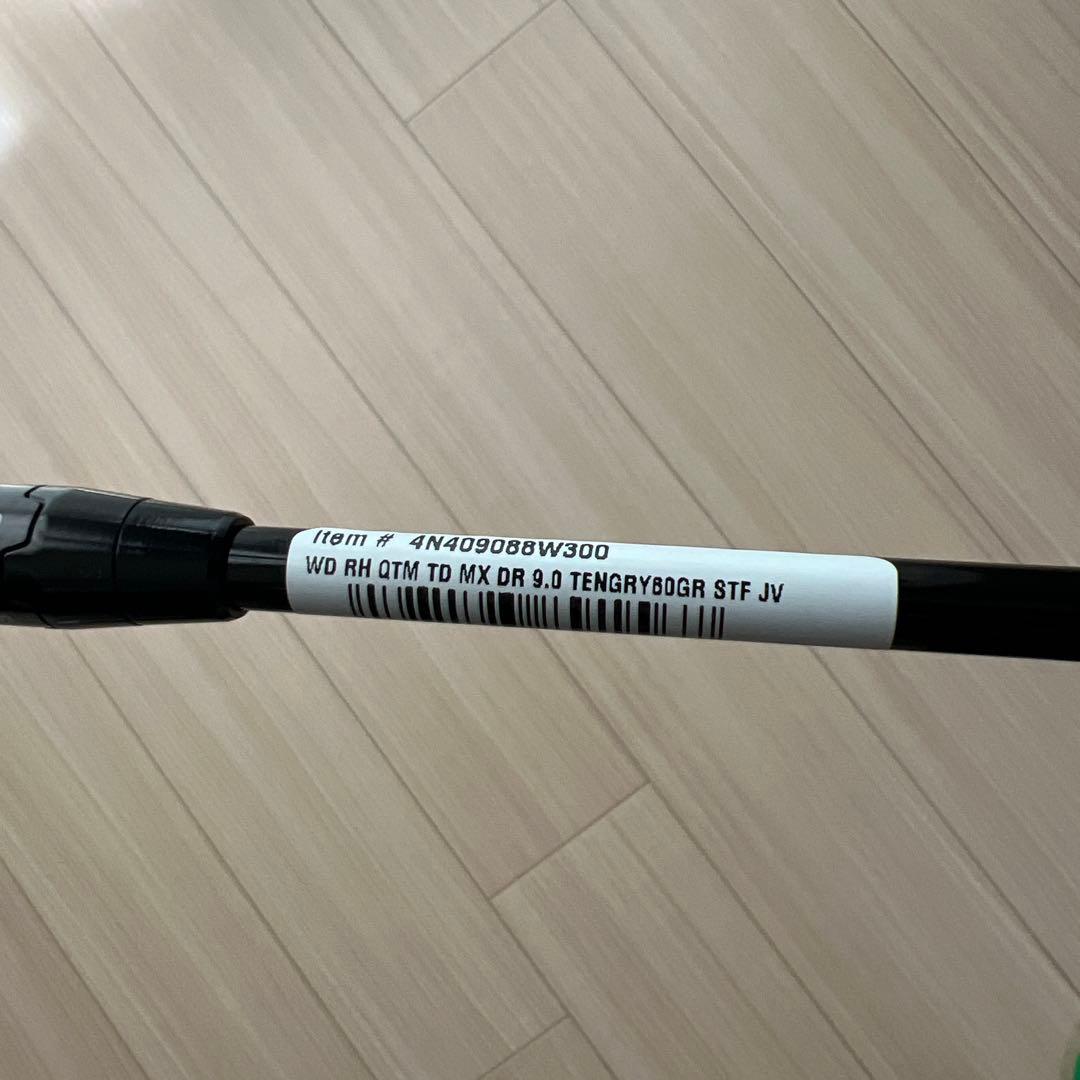 Item # 4N409088W300
WD RH QTM TD MX DR 9.0 TENGRY60GR STF JV